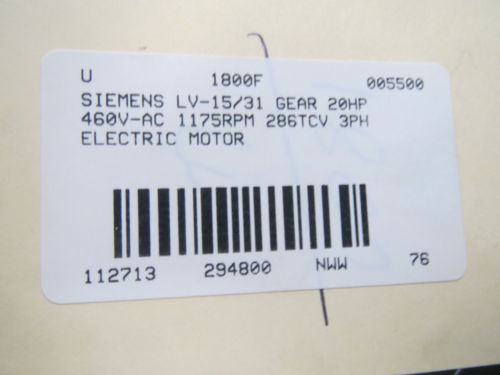 U 1800F 005500
SIEMENS LV-15/31 GEAR 20HP
460V-AC 1175RPM 286TCV 3PH
ELECTRIC MOTOR
112713 294800 NWW 76